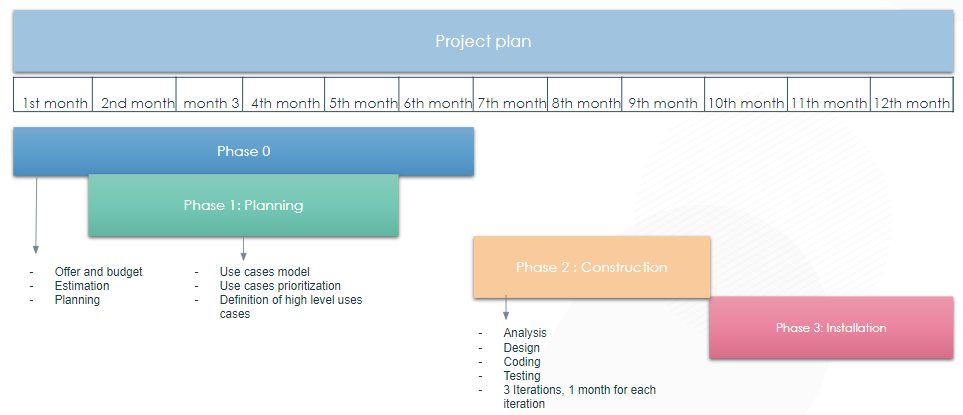 Project plan
1st month 2nd month month 3 4th month 5th month 6th month 7th month 8th month 9th month 10th month 11th month 12th month
Phase 0
Phase 1: Planning
- Offer and budget
- Estimation
- Planning
- Use cases model
- Use cases prioritization
- Definition of high level uses
cases
Phase 2 : Construction
- Analysis
- Design
- Coding
- Testing
- 3 Iterations, 1 month for each
iteration
Phase 3: Installation